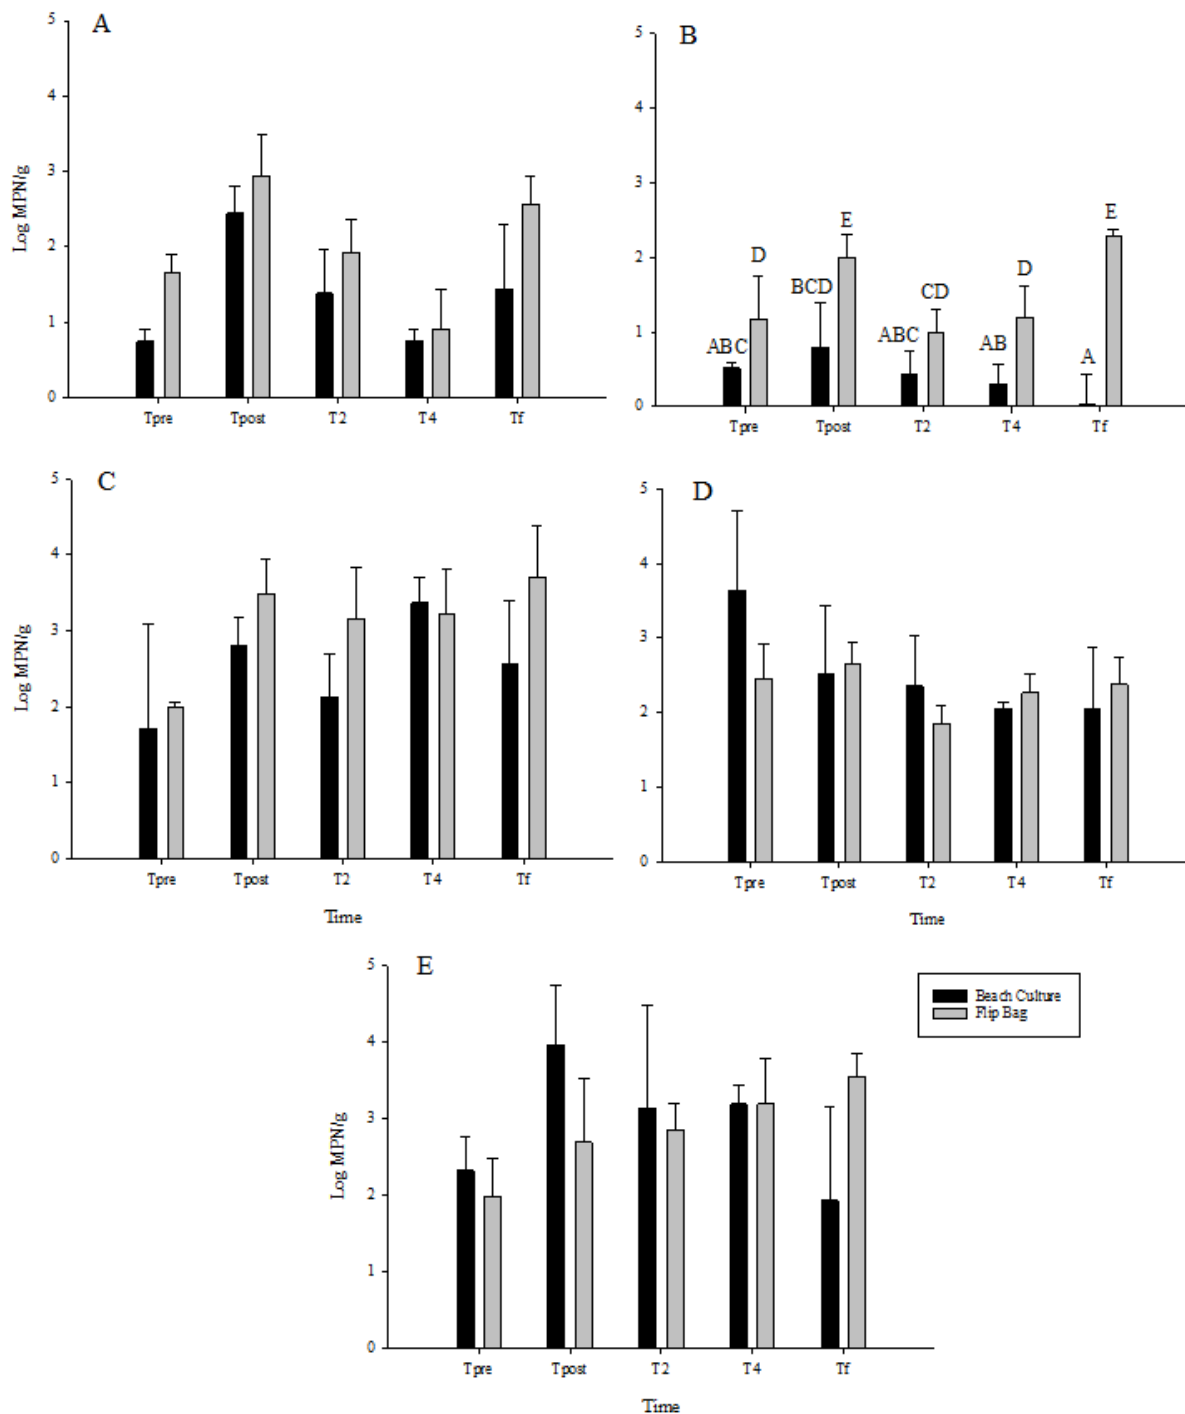 A
5
4
3
2
1
0
Log MPN/g
Tpre Tpost T2 T4 Tf
B
5
4
3
2
1
0
ABC D BCD E ABC CD AB D A E
Tpre Tpost T2 T4 Tf
C
5
4
3
2
1
0
Log MPN/g
Tpre Tpost T2 T4 Tf
Time
D
5
4
3
2
1
0
Tpre Tpost T2 T4 Tf
Time
E
5
4
3
2
1
0
Log MPN/g
Tpre Tpost T2 T4 Tf
Time
Beach Culture
Flip Bag